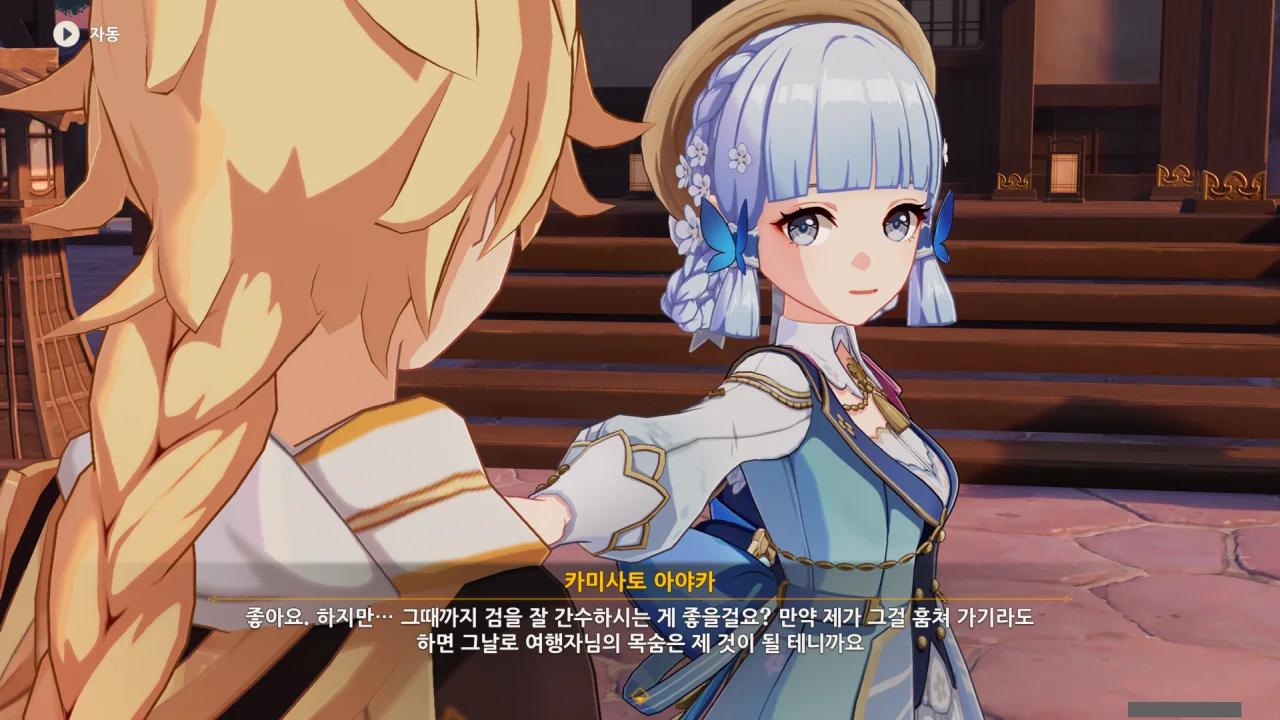 자동
카미사토 아야카
좋아요. 하지만… 그때까지 검을 잘 간수하시는 게 좋을걸요? 만약 제가 그걸 훔쳐 가기라도
하면 그날로 여행자님의 목숨은 제 것이 될 테니까요